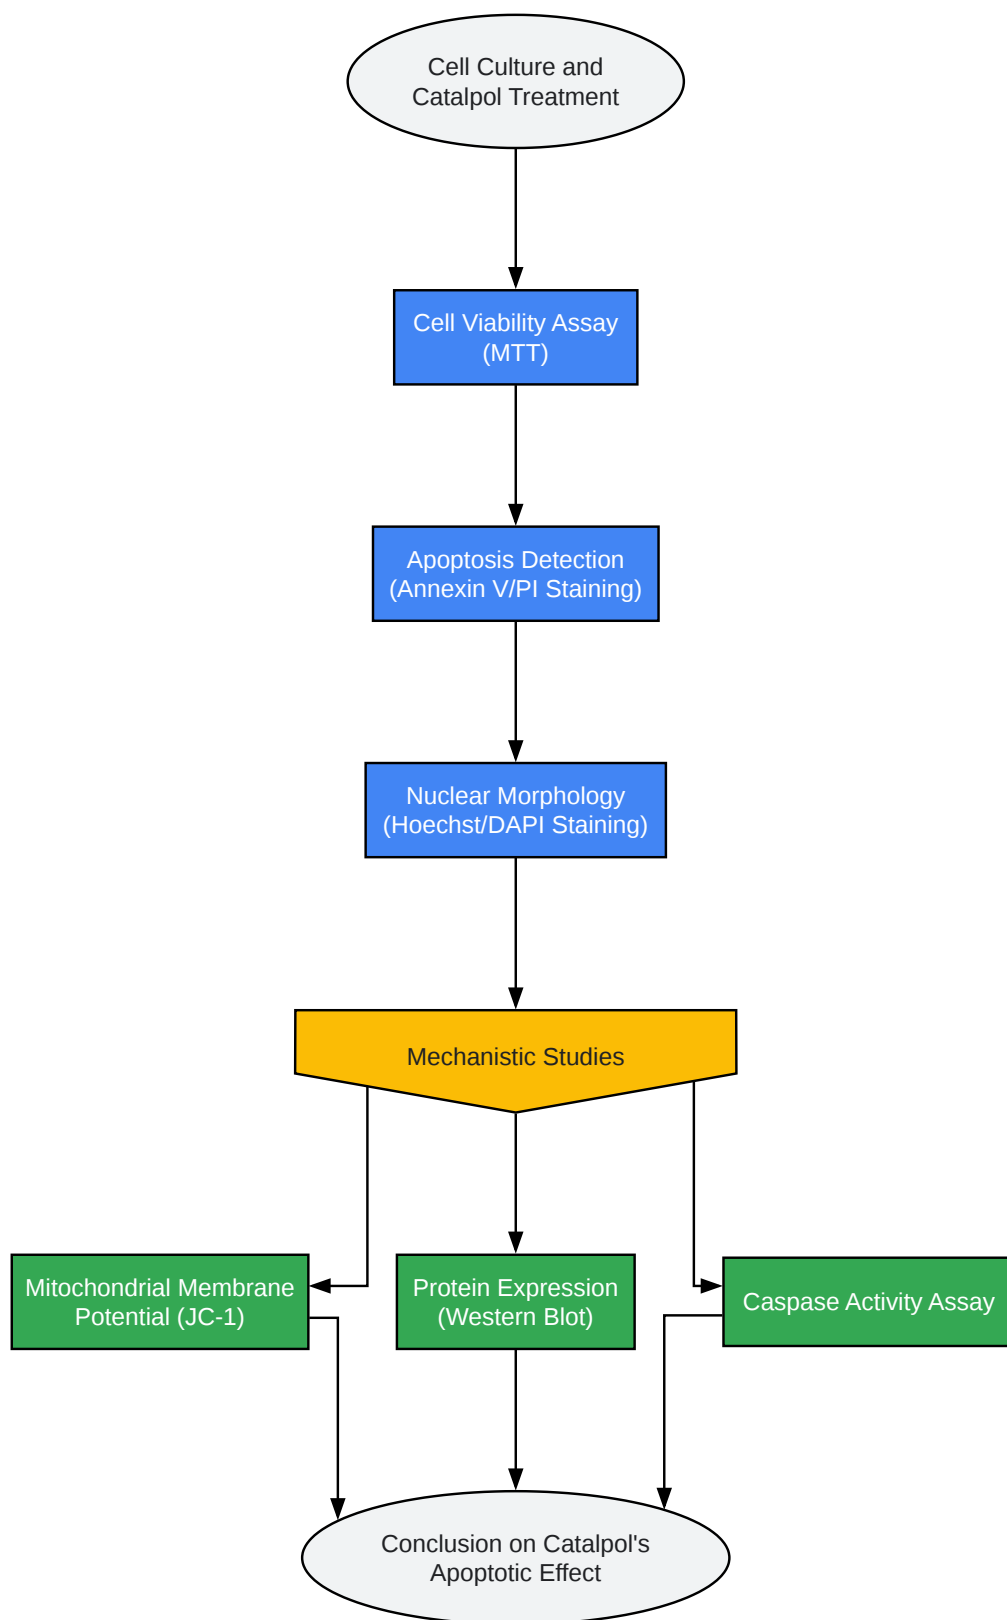 Cell Culture and
Catalpol Treatment
Cell Viability Assay
(MTT)
Apoptosis Detection
(Annexin V/PI Staining)
Nuclear Morphology
(Hoechst/DAPI Staining)
Mechanistic Studies
Mitochondrial Membrane
Potential (JC-1)
Protein Expression
(Western Blot)
Caspase Activity Assay
Conclusion on Catalpol's
Apoptotic Effect